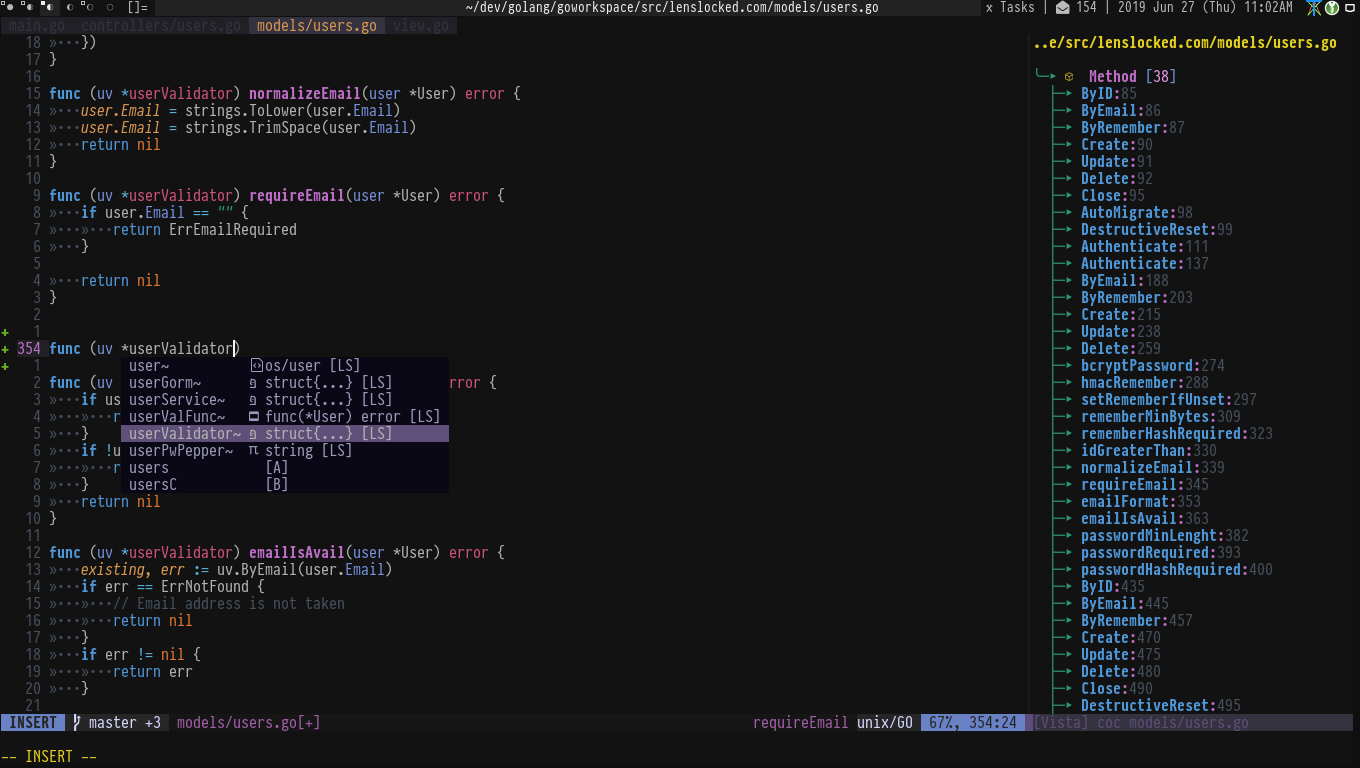 []= ~/dev/golang/goworkspace/src/lenslocked.com/models/users.go x Tasks | 154 | 2019 Jun 27 (Thu) 11:02AM
main.go controllers/users.go models/users.go view.go
18 »···})
17 }
16
15 func (uv *userValidator) normalizeEmail(user *User) error {
14 »···user.Email = strings.ToLower(user.Email)
13 »···user.Email = strings.TrimSpace(user.Email)
12 »···return nil
11 }
10
9 func (uv *userValidator) requireEmail(user *User) error {
8 »···if user.Email == "" {
7 »···»···return ErrEmailRequired
6 »···}
5
4 »···return nil
3 }
2
+ 1
+ 354 func (uv *userValidator)
+ 1
user~ os/user [LS]
2 func (uv userGorm~ struct{...} [LS] rror {
3 »···if us userService~ struct{...} [LS]
4 »···»···r userValFunc~ func(*User) error [LS]
5 »···} userValidator~ struct{...} [LS]
6 »···if !u userPwPepper~ π string [LS]
7 »···»···r users [A]
8 »···} usersC [B]
9 »···return nil
10 }
11
12 func (uv *userValidator) emailIsAvail(user *User) error {
13 »···existing, err := uv.ByEmail(user.Email)
14 »···if err == ErrNotFound {
15 »···»···// Email address is not taken
16 »···»···return nil
17 »···}
18 »···if err != nil {
19 »···»···return err
20 »···}
21
..e/src/lenslocked.com/models/users.go
Method [38]
ByID:85
ByEmail:86
ByRemember:87
Create:90
Update:91
Delete:92
Close:95
AutoMigrate:98
DestructiveReset:99
Authenticate:111
Authenticate:137
ByEmail:188
ByRemember:203
Create:215
Update:238
Delete:259
bcryptPassword:274
hmacRemember:288
setRememberIfUnset:297
rememberMinBytes:309
rememberHashRequired:323
idGreaterThan:330
normalizeEmail:339
requireEmail:345
emailFormat:353
emailIsAvail:363
passwordMinLenght:382
passwordRequired:393
passwordHashRequired:400
ByID:435
ByEmail:445
ByRemember:457
Create:470
Update:475
Delete:480
Close:490
DestructiveReset:495
INSERT master +3 models/users.go[+] requireEmail unix/GO 67%, 354:24 [Vista] coc models/users.go
-- INSERT --